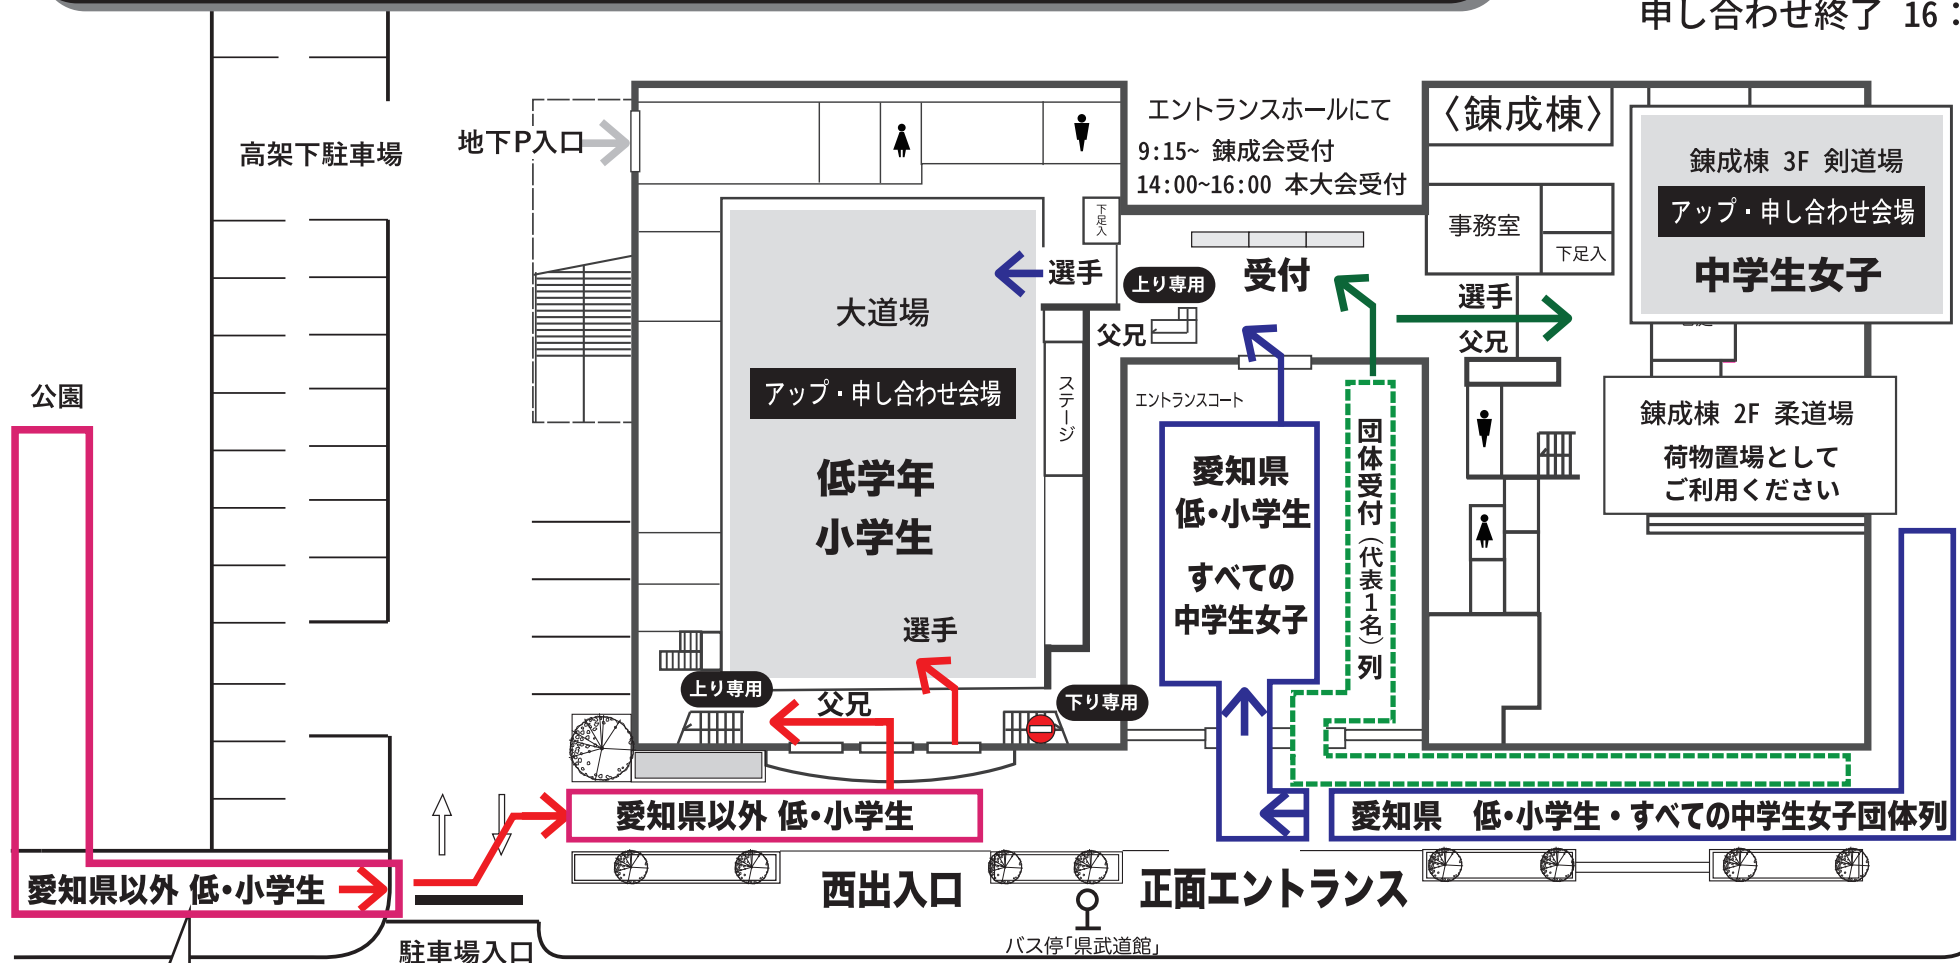 申し合わせ終了 16：
高架下駐車場
地下P入口
エントランスホールにて
9:15~ 錬成会受付
14:00~16:00 本大会受付
〈錬成棟〉
錬成棟 3F 剣道場
アップ・申し合わせ会場
中学生女子
事務室
下足入
下足入
選手
上り専用
受付
選手
父兄
父兄
大道場
アップ・申し合わせ会場
低学年
小学生
ステージ
エントランスコート
公園
錬成棟 2F 柔道場
荷物置場として
ご利用ください
愛知県
低・小学生
すべての
中学生女子
団体受付（代表1名）列
選手
上り専用
父兄
下り専用
愛知県以外 低・小学生
愛知県　低・小学生・すべての中学生女子団体列
愛知県以外 低・小学生
西出入口
正面エントランス
駐車場入口
バス停「県武道館」